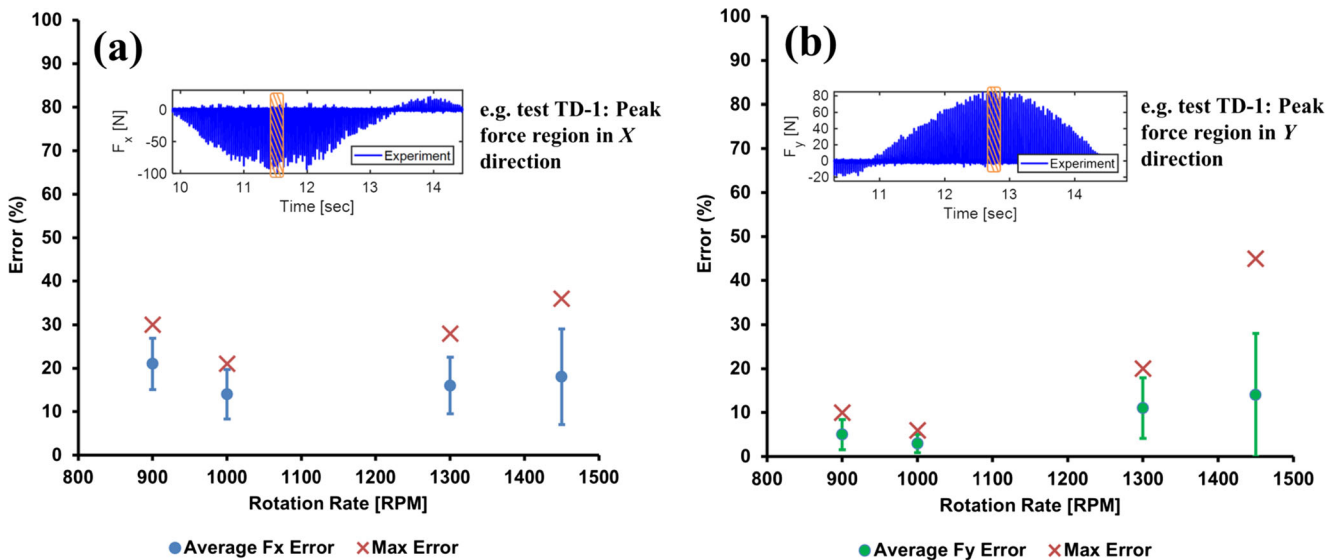 (a)
100
90
80
70
60
50
40
30
20
10
0
Error (%)
800 900 1000 1100 1200 1300 1400 1500
Rotation Rate [RPM]
Average Fx Error Max Error
0
-50
-100
Fx [N]
Experiment
10 11 12 13 14
Time [sec]
e.g. test TD-1: Peak
force region in X
direction
(b)
100
90
80
70
60
50
40
30
20
10
0
Error (%)
800 900 1000 1100 1200 1300 1400 1500
Rotation Rate [RPM]
Average Fy Error Max Error
80
60
40
20
0
-20
Fy [N]
Experiment
11 12 13 14
Time [sec]
e.g. test TD-1: Peak
force region in Y
direction